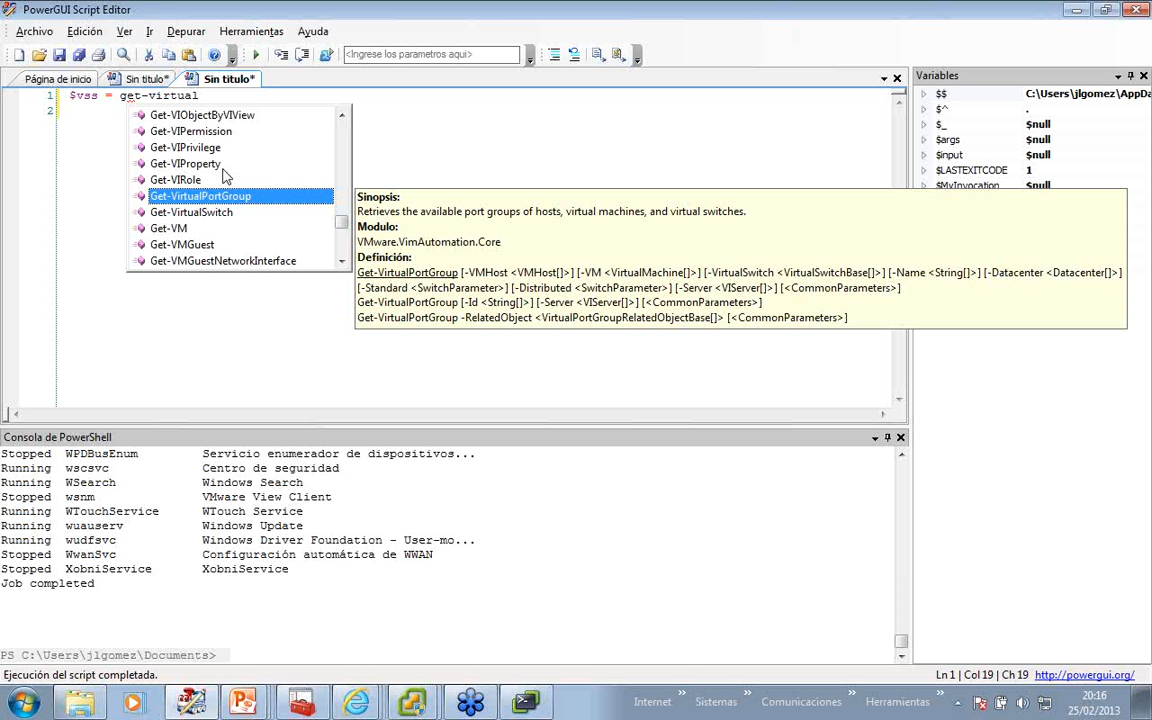 PowerGUI Script Editor
Archivo Edición Ver Ir Depurar Herramientas Ayuda
<Ingrese los parametros aqui>
Página de inicio Sin titulo* Sin titulo*
1 $vss = get-virtual
2
Get-VIObjectByVIView
Get-VIPermission
Get-VIPrivilege
Get-VIProperty
Get-VIRole
Get-VirtualPortGroup
Get-VirtualSwitch
Get-VM
Get-VMGuest
Get-VMGuestNetworkInterface
Sinopsis:
Retrieves the available port groups of hosts, virtual machines, and virtual switches.
Modulo:
VMware.VimAutomation.Core
Definición:
Get-VirtualPortGroup [-VMHost <VMHost[]>] [-VM <VirtualMachine[]>] [-VirtualSwitch <VirtualSwitchBase[]>] [-Name <String[]>] [-Datacenter <Datacenter[]>]
[-Standard <SwitchParameter>] [-Distributed <SwitchParameter>] [-Server <VIServer[]>] [<CommonParameters>]
Get-VirtualPortGroup [-Id <String[]>] [-Server <VIServer[]>] [<CommonParameters>]
Get-VirtualPortGroup -RelatedObject <VirtualPortGroupRelatedObjectBase[]> [<CommonParameters>]
Variables
$$ C:\Users\jlgomez\AppDa
$^ .
$_ $null
$args $null
$input $null
$LASTEXITCODE 1
$MyInvocation $null
Consola de PowerShell
Stopped WPDBusEnum Servicio enumerador de dispositivos...
Running wscsvc Centro de seguridad
Running WSearch Windows Search
Stopped wsnm VMware View Client
Running WTouchService WTouch Service
Running wuauserv Windows Update
Running wudfsvc Windows Driver Foundation - User-mo...
Stopped WwanSvc Configuración automática de WWAN
Stopped XobniService XobniService
Job completed
PS C:\Users\jlgomez\Documents>
Ejecución del script completada. Ln 1 | Col 19 | Ch 19 http://powergui.org/
Internet » Sistemas » Comunicaciones » Herramientas »
20:16
25/02/2013